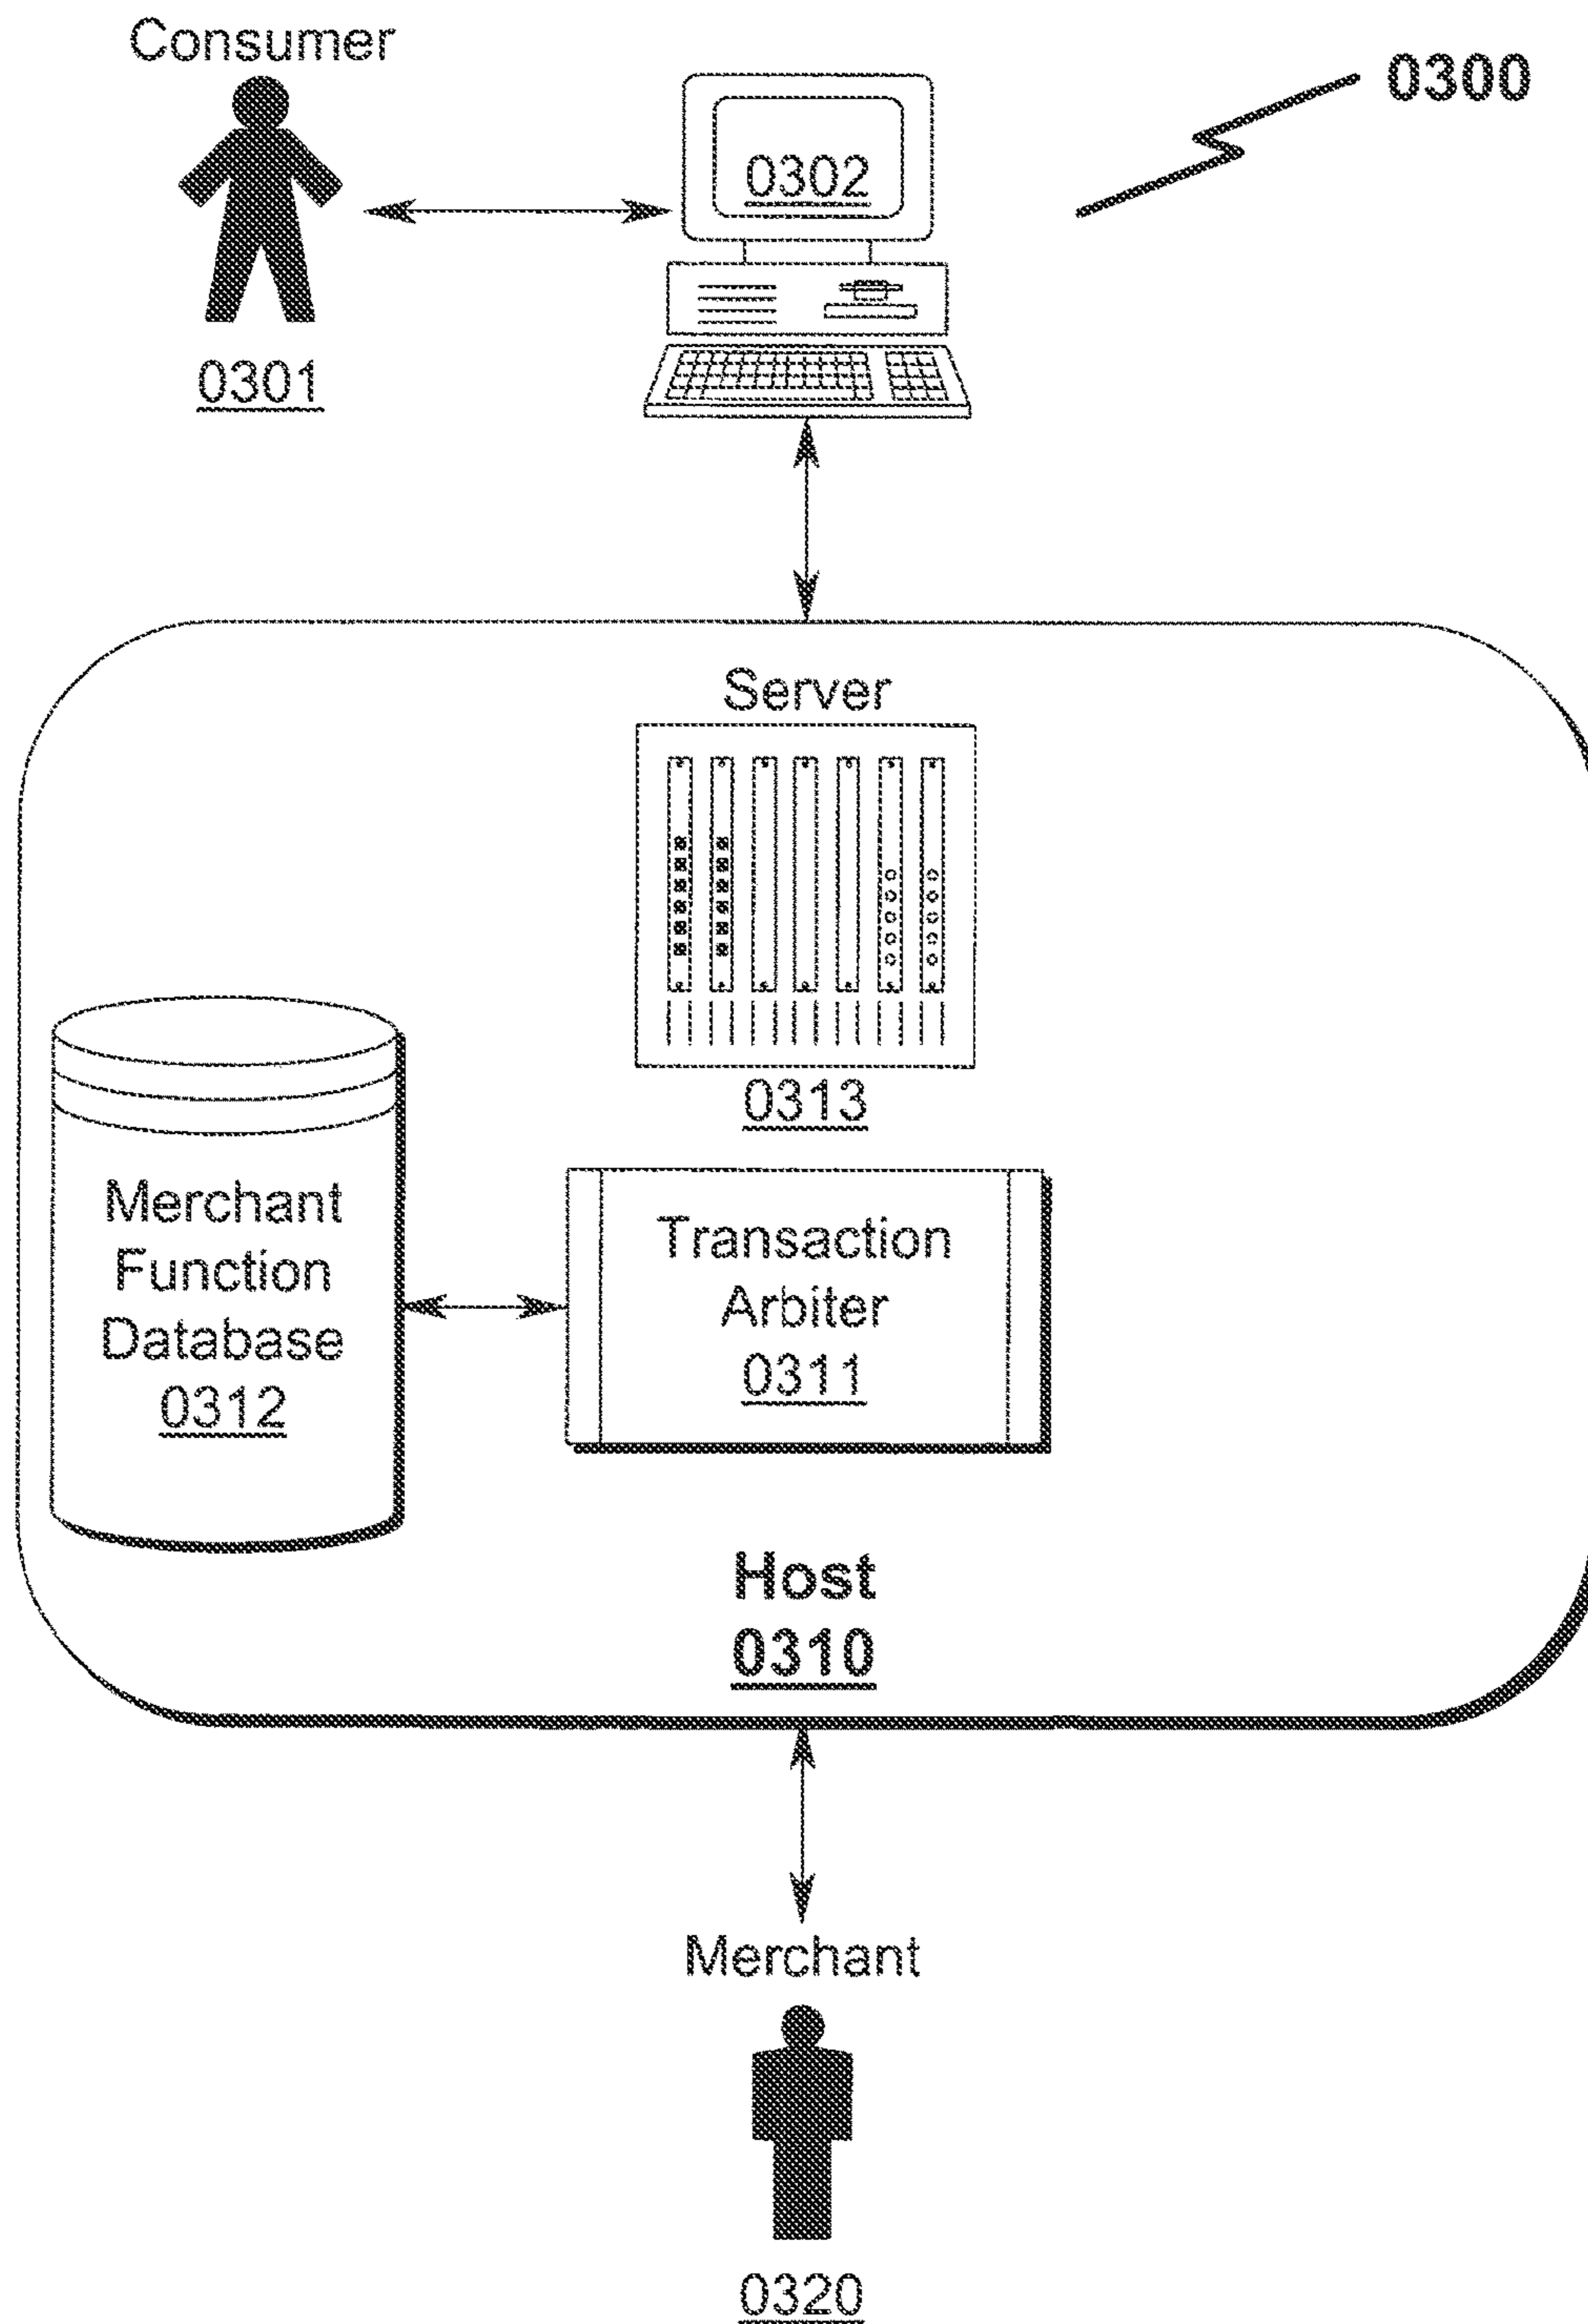 Consumer
0300
0302
0301
Server
0313
Merchant
Function
Database
0312
Transaction
Arbiter
0311
Host
0310
Merchant
0320